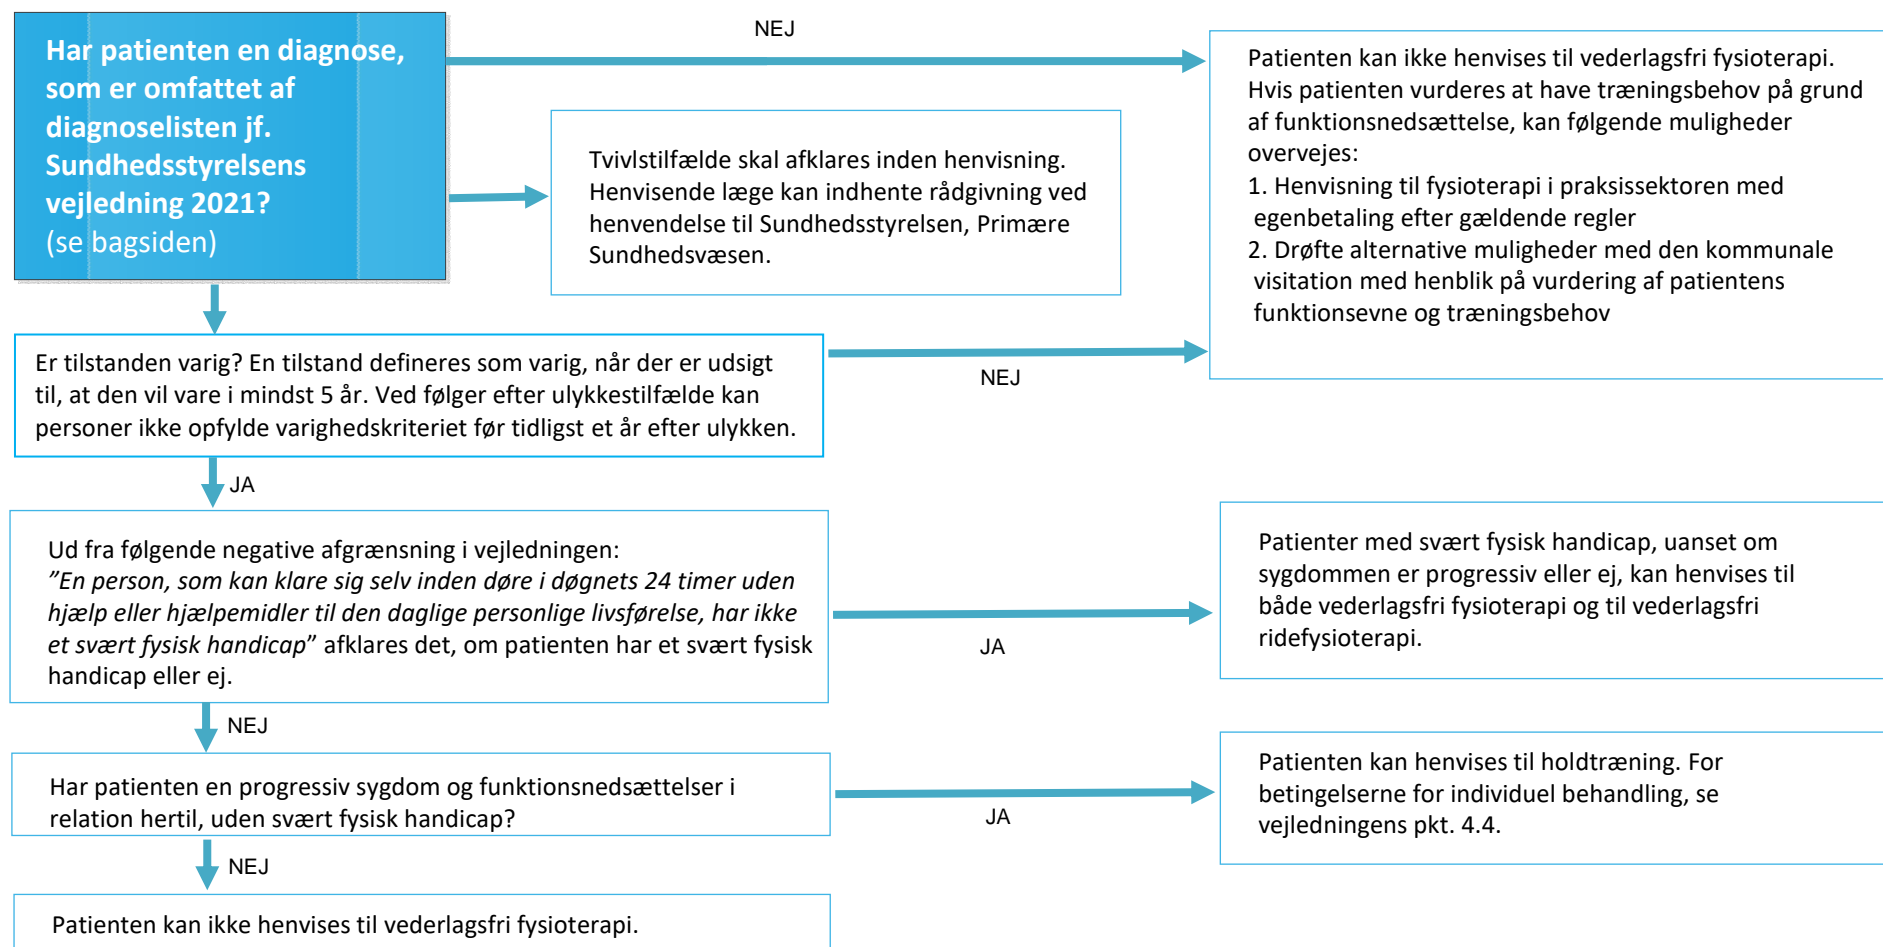 Har patienten en diagnose,
som er omfattet af
diagnoselisten jf.
Sundhedsstyrelsens
vejledning 2021?
(se bagsiden)
NEJ
Patienten kan ikke henvises til vederlagsfri fysioterapi.
Hvis patienten vurderes at have træningsbehov på grund
af funktionsnedsættelse, kan følgende muligheder
overvejes:
1. Henvisning til fysioterapi i praksissektoren med
egenbetaling efter gældende regler
2. Drøfte alternative muligheder med den kommunale
visitation med henblik på vurdering af patientens
funktionsevne og træningsbehov
Tvivlstilfælde skal afklares inden henvisning.
Henvisende læge kan indhente rådgivning ved
henvendelse til Sundhedsstyrelsen, Primære
Sundhedsvæsen.
Er tilstanden varig? En tilstand defineres som varig, når der er udsigt
til, at den vil vare i mindst 5 år. Ved følger efter ulykkestilfælde kan
personer ikke opfylde varighedskriteriet før tidligst et år efter ulykken.
NEJ
JA
Ud fra følgende negative afgrænsning i vejledningen:
”En person, som kan klare sig selv inden døre i døgnets 24 timer uden
hjælp eller hjælpemidler til den daglige personlige livsførelse, har ikke
et svært fysisk handicap” afklares det, om patienten har et svært fysisk
handicap eller ej.
JA
Patienter med svært fysisk handicap, uanset om
sygdommen er progressiv eller ej, kan henvises til
både vederlagsfri fysioterapi og til vederlagsfri
ridefysioterapi.
NEJ
Har patienten en progressiv sygdom og funktionsnedsættelser i
relation hertil, uden svært fysisk handicap?
JA
Patienten kan henvises til holdtræning. For
betingelserne for individuel behandling, se
vejledningens pkt. 4.4.
NEJ
Patienten kan ikke henvises til vederlagsfri fysioterapi.